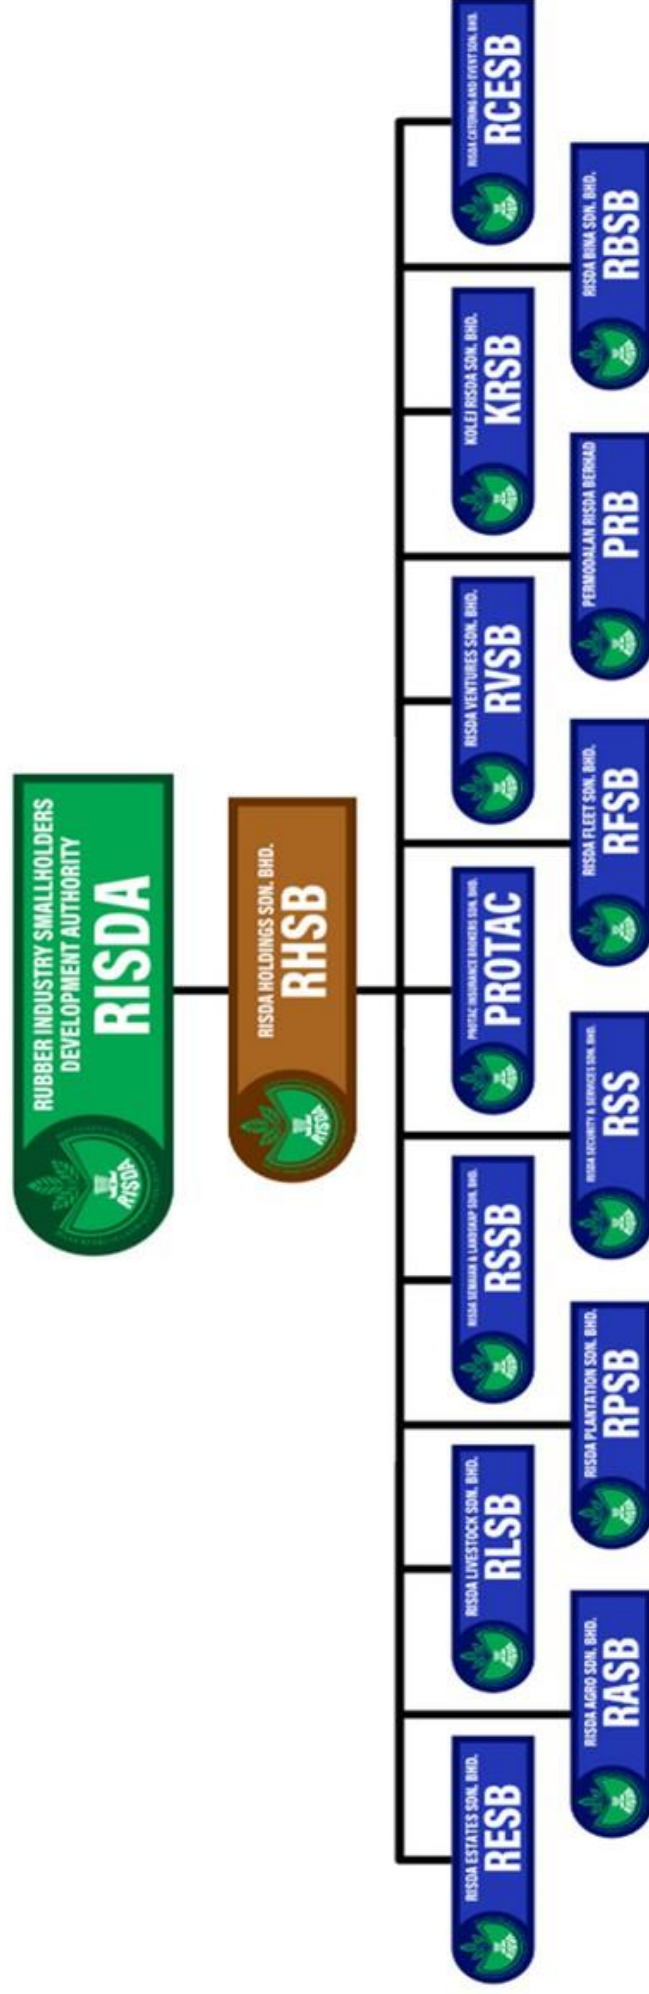 RUBBER INDUSTRY SMALLHOLDERS
DEVELOPMENT AUTHORITY
RISDA
RISDA
RISDA HOLDINGS SDN. BHD.
RHSB
RISDA
RISDA ESTATES SDN. BHD.
RESB
RISDA LIVESTOCK SDN. BHD.
RLSB
RISDA SEMAIAN & LANDSKAP SDN. BHD.
RSSB
PROTAC INSURANCE BROKERS SDN. BHD.
PROTAC
RISDA VENTURES SDN. BHD.
RVSB
KOLEJ RISDA SDN. BHD.
KRSB
RISDA CATERING AND EVENT SDN. BHD.
RCESB
RISDA AGRO SDN. BHD.
RASB
RISDA PLANTATION SDN. BHD.
RPSB
RISDA SECURITY & SERVICES SDN. BHD.
RSS
RISDA FLEET SDN. BHD.
RFSB
PERMODALAN RISDA BERHAD
PRB
RISDA BINA SDN. BHD.
RBSB